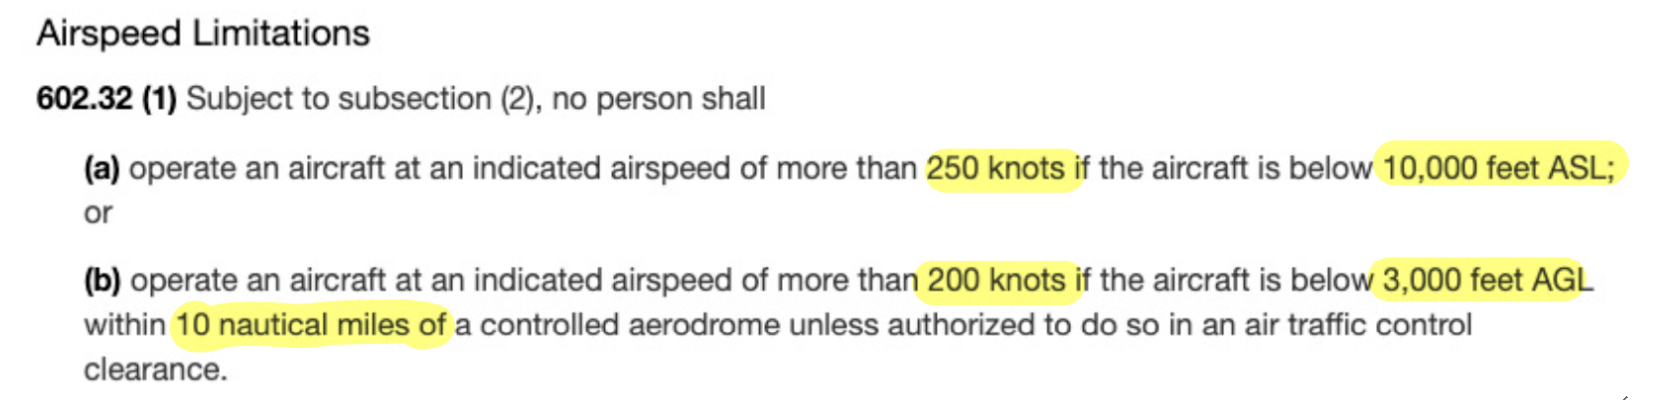 Airspeed Limitations
602.32 (1) Subject to subsection (2), no person shall
(a) operate an aircraft at an indicated airspeed of more than 250 knots if the aircraft is below 10,000 feet ASL;
or
(b) operate an aircraft at an indicated airspeed of more than 200 knots if the aircraft is below 3,000 feet AGL
within 10 nautical miles of a controlled aerodrome unless authorized to do so in an air traffic control
clearance.